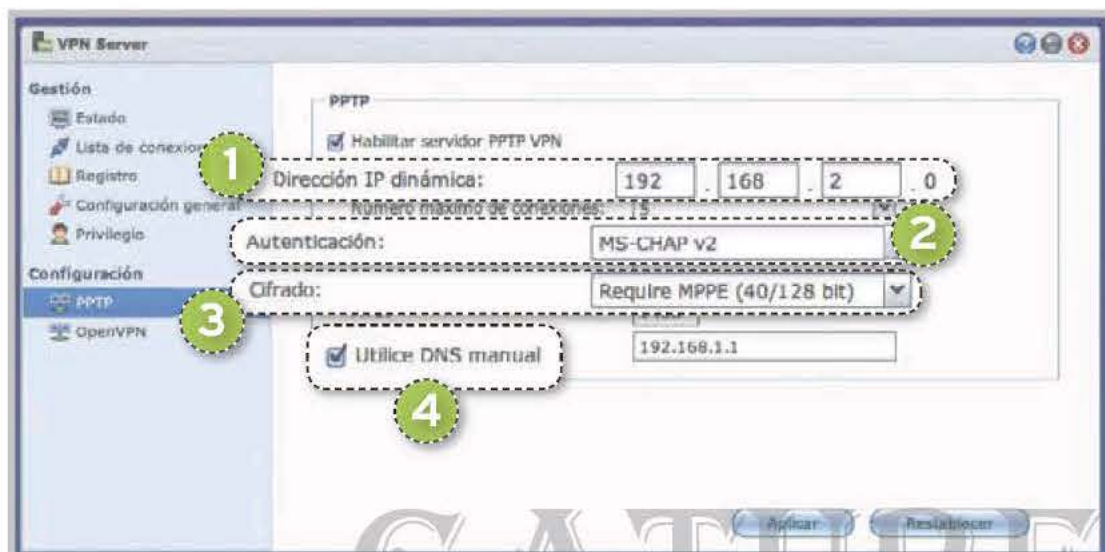 VPN Server
Gestión
Estado
Lista de conexion
Registro
Configuración general
Privilegio
Configuración
PPTP
OpenVPN
PPTP
Habilitar servidor PPTP VPN
1
Dirección IP dinámica: 192 . 168 . 2 . 0
Número máximo de conexiones: 5
2
Autenticación: MS-CHAP v2
3
Cifrado: Require MPPE (40/128 bit)
Utilice DNS manual 192.168.1.1
4
Aplicar Restablecer